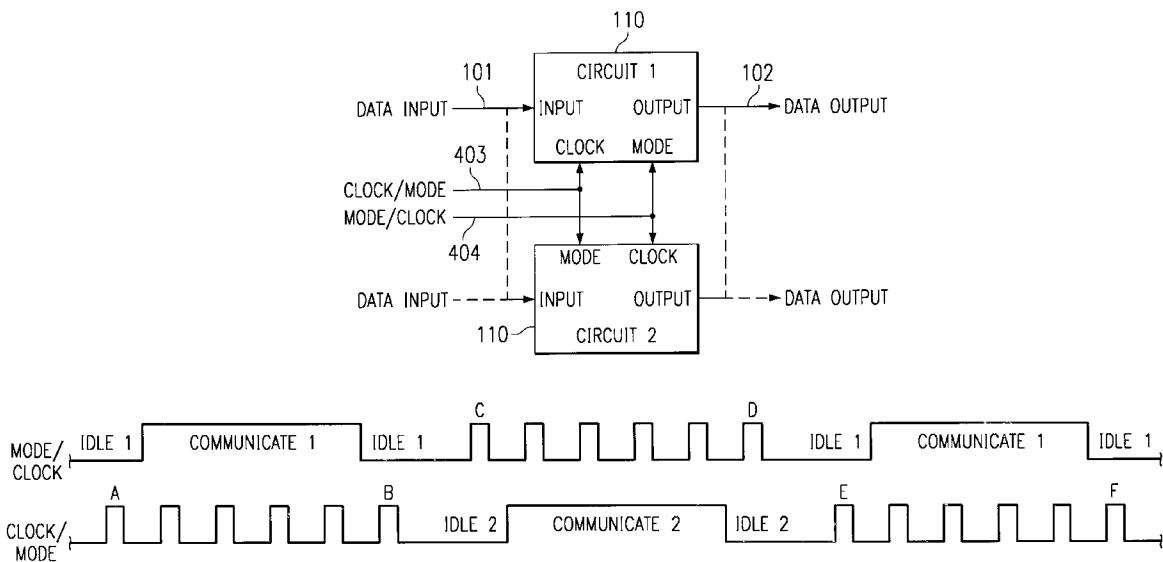 110
CIRCUIT 1
101
102
DATA INPUT
INPUT
OUTPUT
DATA OUTPUT
CLOCK
MODE
403
CLOCK/MODE
MODE/CLOCK
404
MODE
CLOCK
DATA INPUT
INPUT
OUTPUT
DATA OUTPUT
110
CIRCUIT 2
C
D
IDLE 1
COMMUNICATE 1
IDLE 1
IDLE 1
COMMUNICATE 1
IDLE 1
MODE/
CLOCK
A
B
E
F
IDLE 2
COMMUNICATE 2
IDLE 2
CLOCK/
MODE